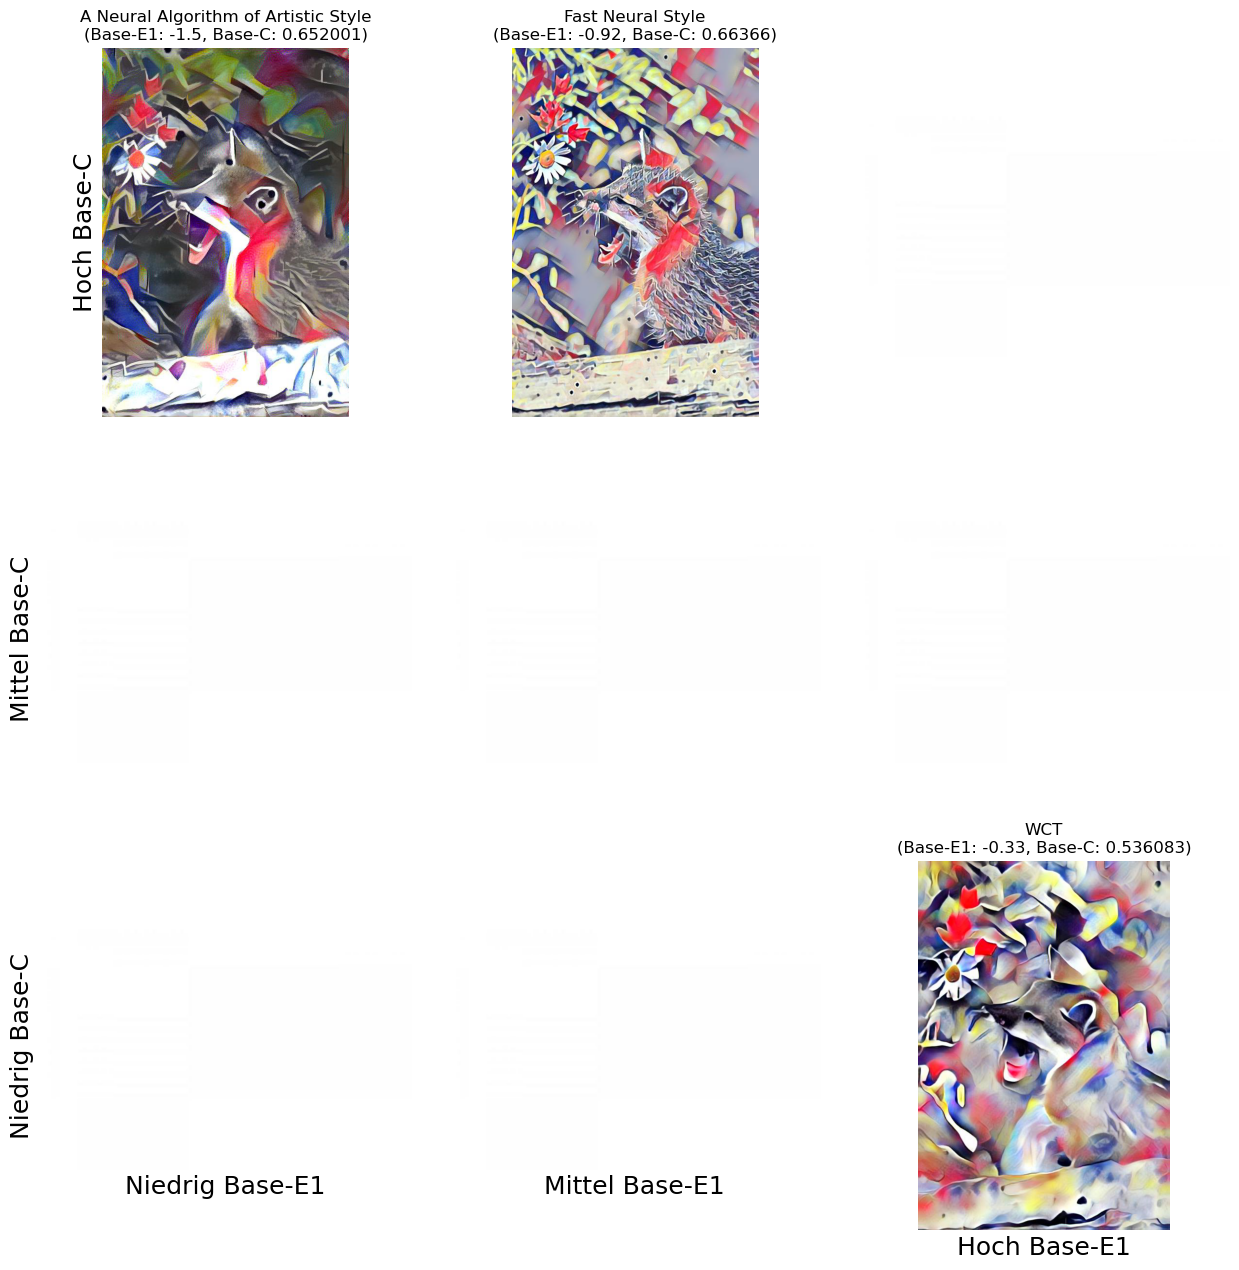 A Neural Algorithm of Artistic Style
(Base-E1: -1.5, Base-C: 0.652001)
Fast Neural Style
(Base-E1: -0.92, Base-C: 0.66366)
Hoch Base-C
Mittel Base-C
WCT
(Base-E1: -0.33, Base-C: 0.536083)
Niedrig Base-C
Niedrig Base-E1
Mittel Base-E1
Hoch Base-E1